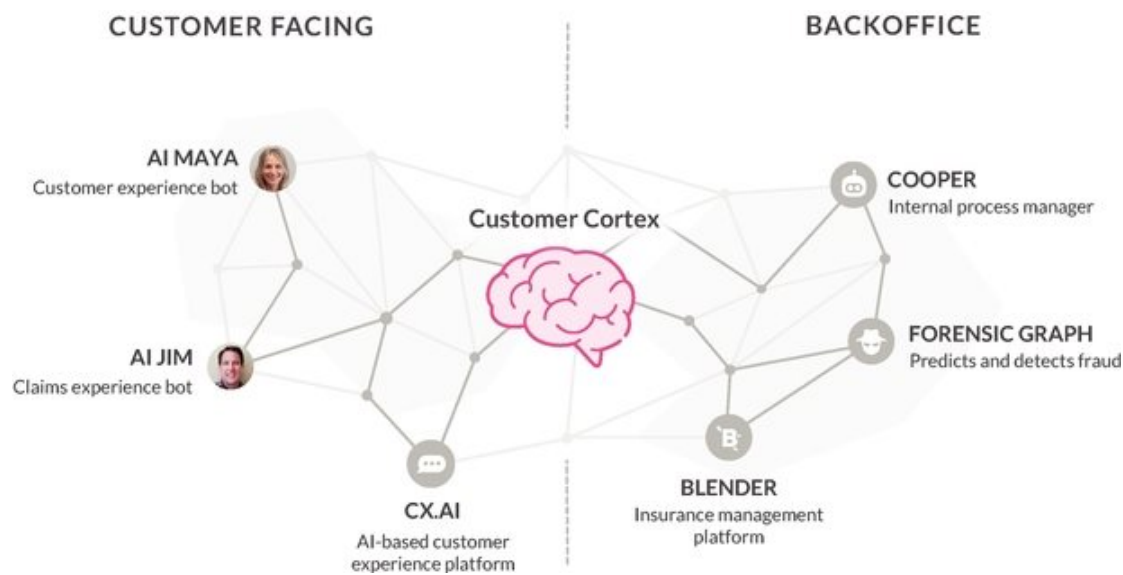 CUSTOMER FACING
BACKOFFICE
AI MAYA
Customer experience bot
COOPER
Internal process manager
Customer Cortex
AI JIM
Claims experience bot
FORENSIC GRAPH
Predicts and detects fraud
B
CX.AI
AI-based customer
experience platform
BLENDER
Insurance management
platform